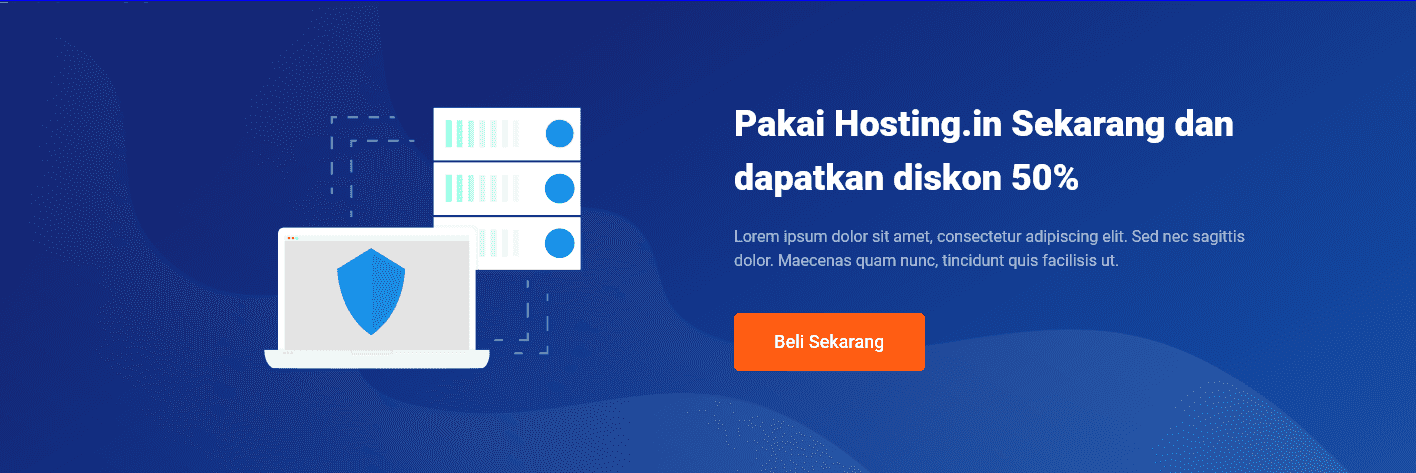 Pakai Hosting.in Sekarang dan
dapatkan diskon 50%
Lorem ipsum dolor sit amet, consectetur adipiscing elit. Sed nec sagittis
dolor. Maecenas quam nunc, tincidunt quis facilisis ut.
Beli Sekarang